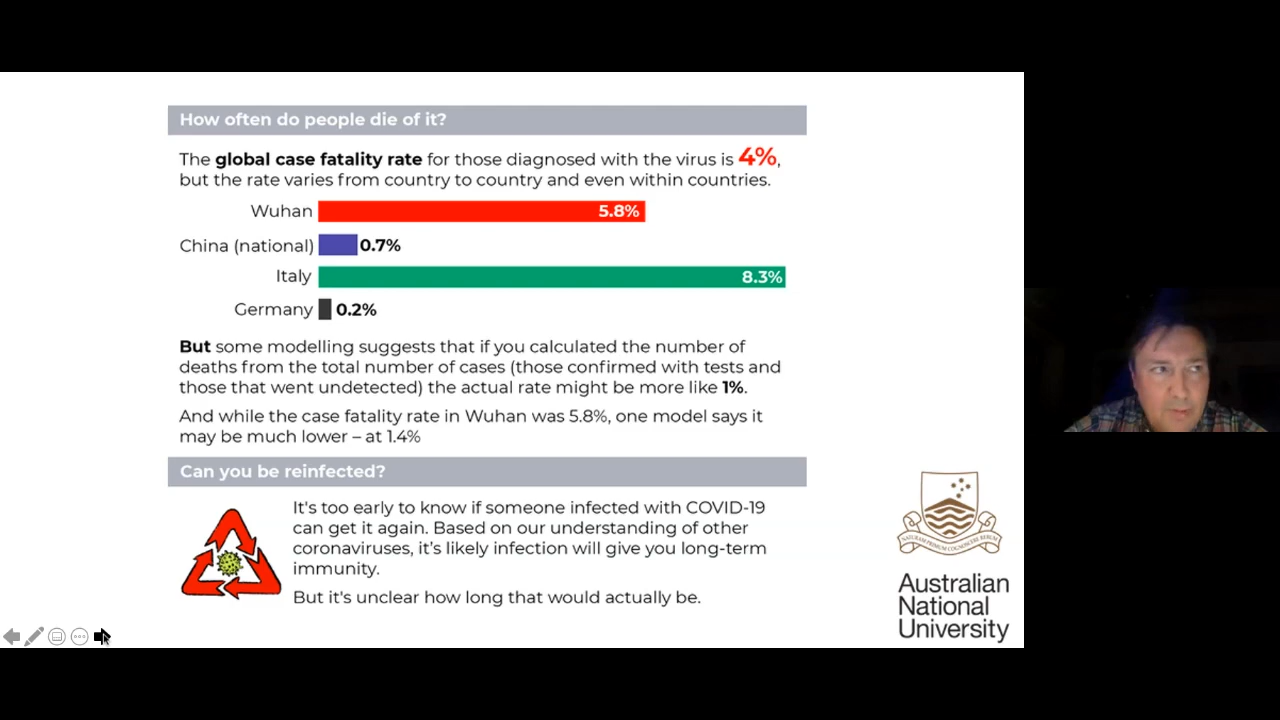 How often do people die of it?
The global case fatality rate for those diagnosed with the virus is 4%,
but the rate varies from country to country and even within countries.
Wuhan 5.8%
China (national) 0.7%
Italy 8.3%
Germany 0.2%
But some modelling suggests that if you calculated the number of
deaths from the total number of cases (those confirmed with tests and
those that went undetected) the actual rate might be more like 1%.
And while the case fatality rate in Wuhan was 5.8%, one model says it
may be much lower – at 1.4%
Can you be reinfected?
It's too early to know if someone infected with COVID-19
can get it again. Based on our understanding of other
coronaviruses, it's likely infection will give you long-term
immunity.
But it's unclear how long that would actually be.
NATURAM PRIMUM COGNOSCERE RERUM
Australian
National
University